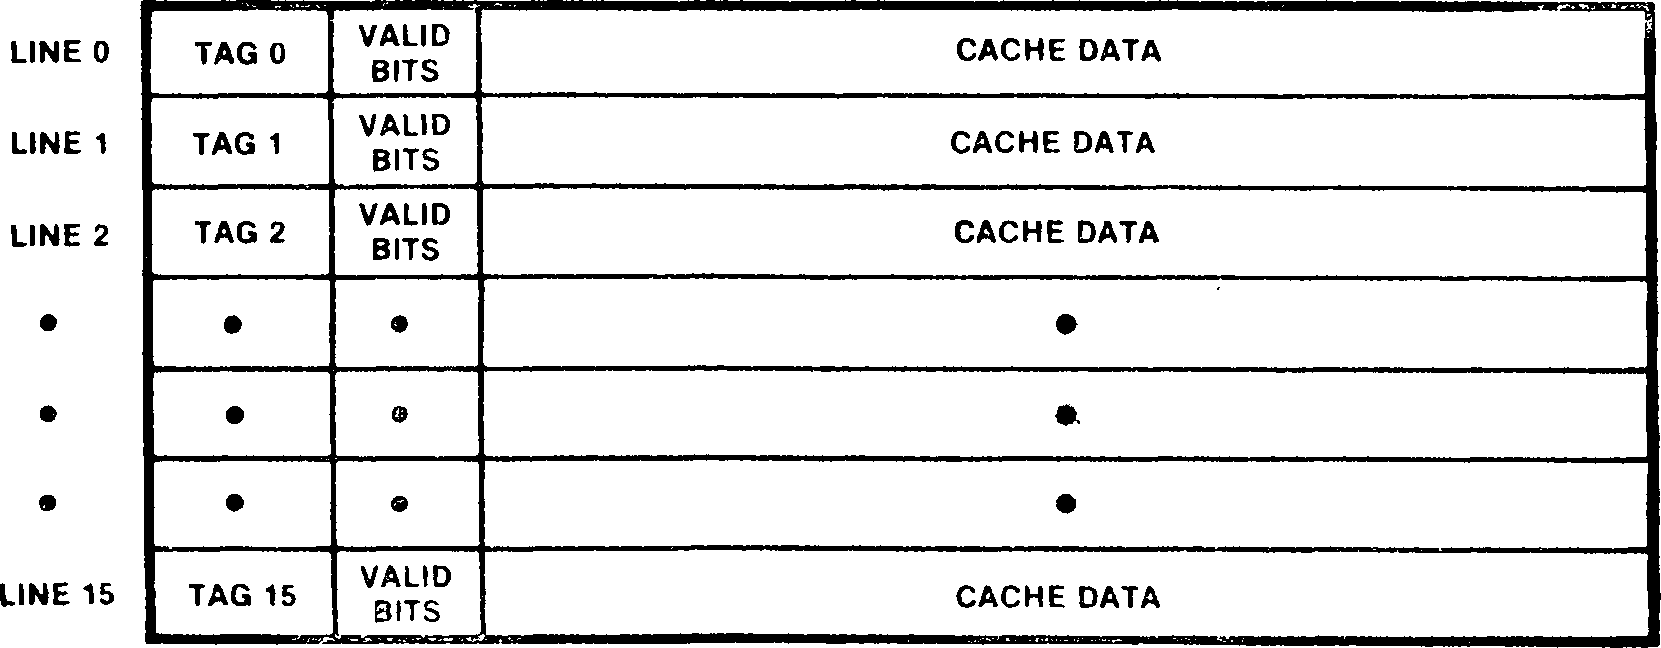 LINE 0 TAG 0 VALID BITS CACHE DATA
LINE 1 TAG 1 VALID BITS CACHE DATA
LINE 2 TAG 2 VALID BITS CACHE DATA
LINE 15 TAG 15 VALID BITS CACHE DATA